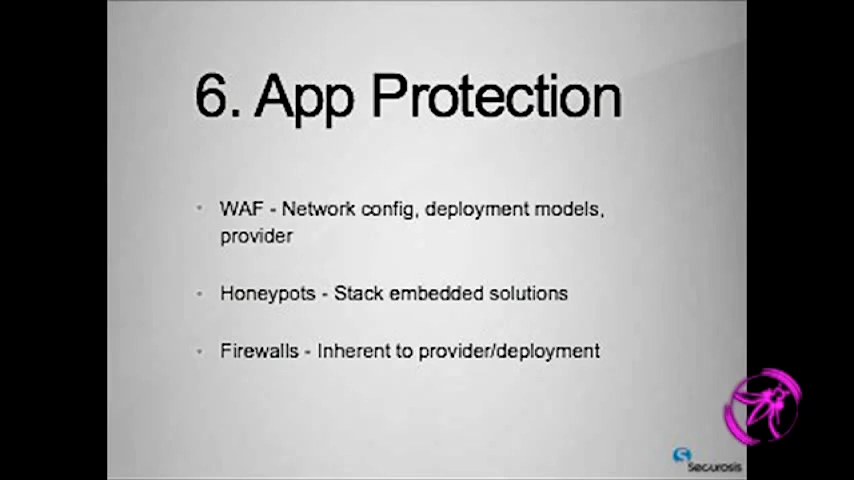 6. App Protection
WAF - Network config, deployment models,
provider
Honeypots - Stack embedded solutions
Firewalls - Inherent to provider/deployment
Securosis